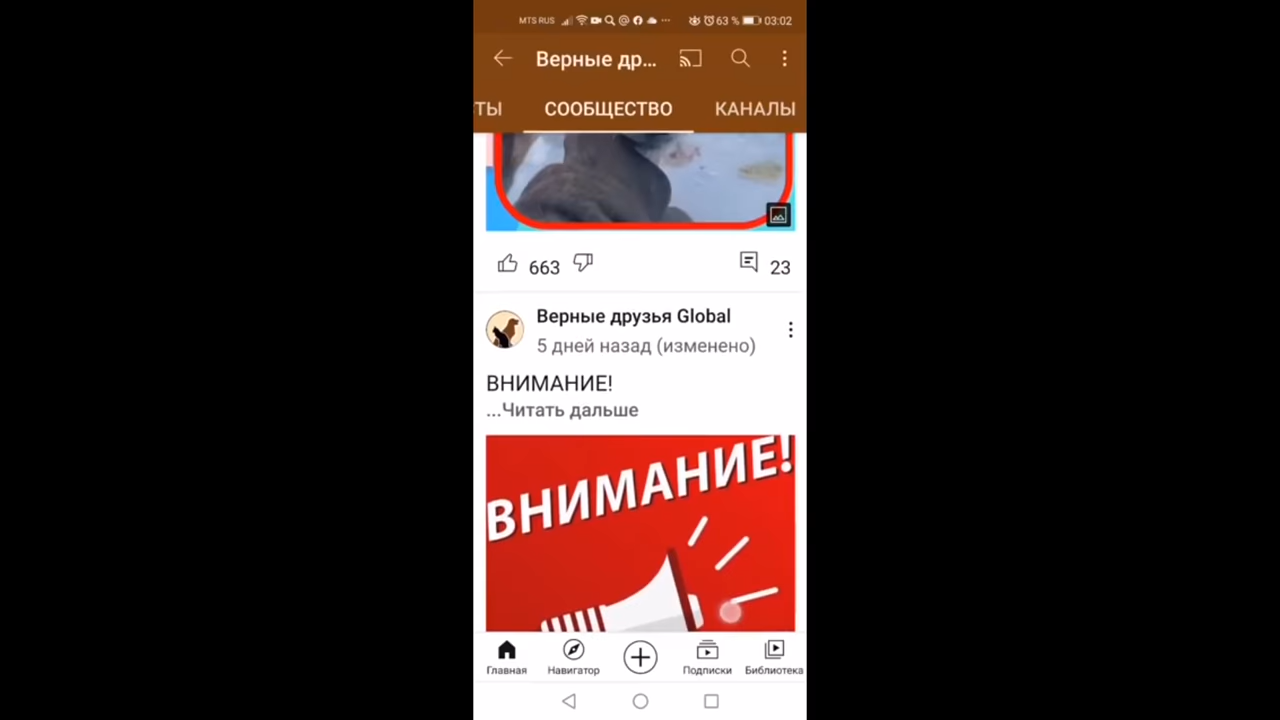 MTS RUS 63 % 03:02
Верные др...
ТЫ СООБЩЕСТВО КАНАЛЫ
663 23
Верные друзья Global
5 дней назад (изменено)
ВНИМАНИЕ!
...Читать дальше
ВНИМАНИЕ!
Главная Навигатор Подписки Библиотека